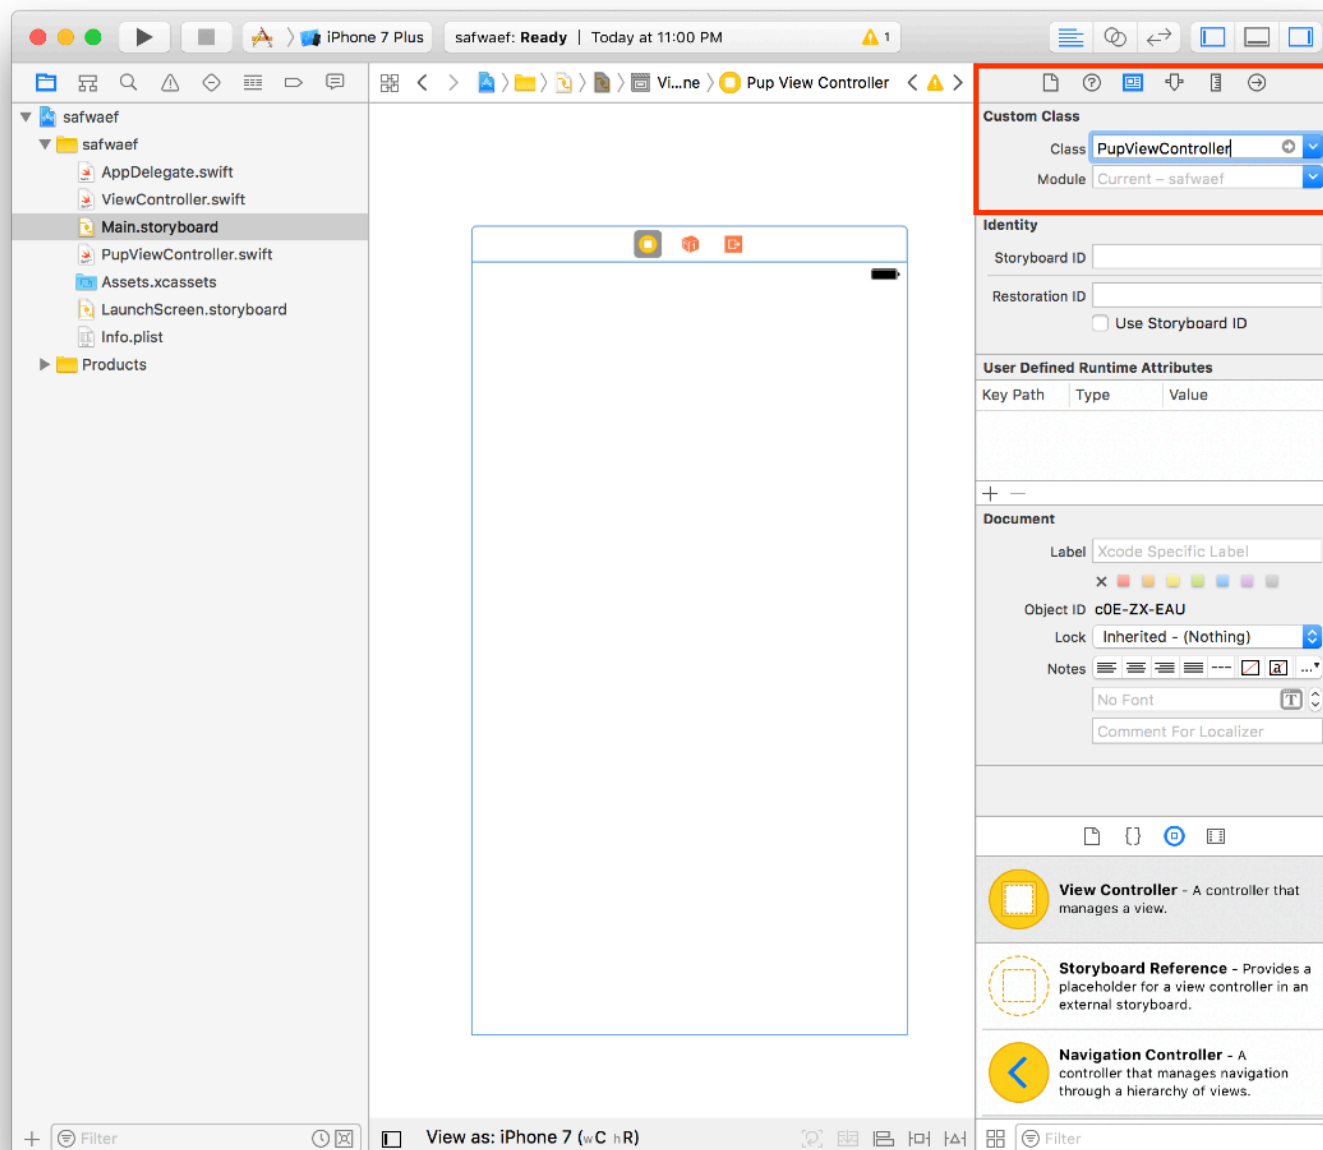 iPhone 7 Plus
safwaef: Ready | Today at 11:00 PM
1
Vi...ne
Pup View Controller
safwaef
safwaef
AppDelegate.swift
ViewController.swift
Main.storyboard
PupViewController.swift
Assets.xcassets
LaunchScreen.storyboard
Info.plist
Products
Filter
View as: iPhone 7 (wC hR)
Custom Class
Class PupViewController
Module Current – safwaef
Identity
Storyboard ID
Restoration ID
Use Storyboard ID
User Defined Runtime Attributes
Key Path Type Value
Document
Label Xcode Specific Label
Object ID c0E-ZX-EAU
Lock Inherited - (Nothing)
Notes
No Font
Comment For Localizer
View Controller - A controller that
manages a view.
Storyboard Reference - Provides a
placeholder for a view controller in an
external storyboard.
Navigation Controller - A
controller that manages navigation
through a hierarchy of views.
Filter